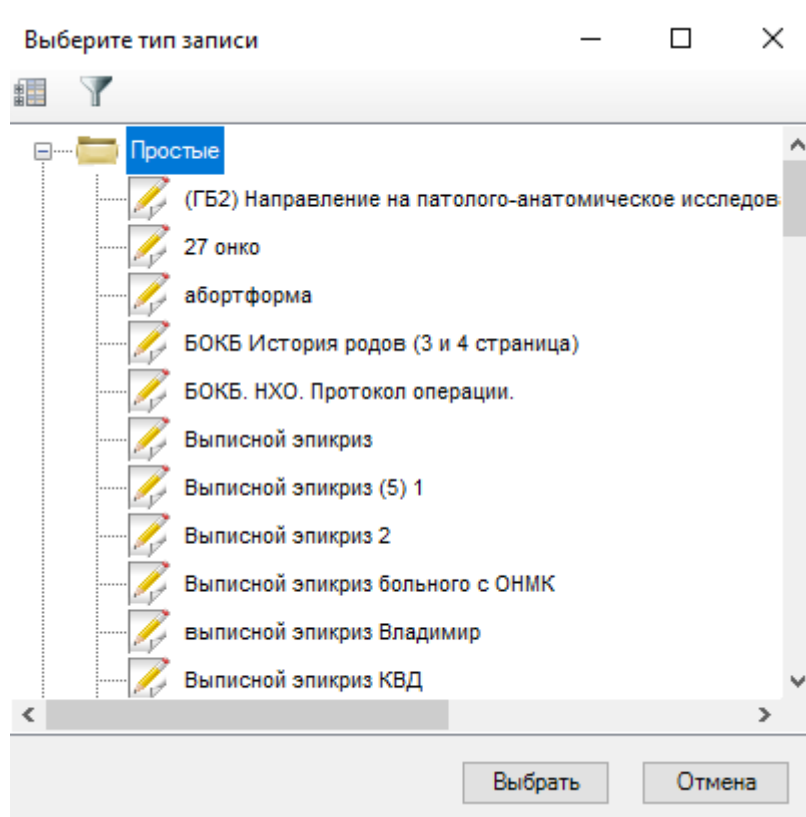 Выберите тип записи
Простые
(ГБ2) Направление на патолого-анатомическое исследов
27 онко
абортформа
БОКБ История родов (3 и 4 страница)
БОКБ. НХО. Протокол операции.
Выписной эпикриз
Выписной эпикриз (5) 1
Выписной эпикриз 2
Выписной эпикриз больного с ОНМК
выписной эпикриз Владимир
Выписной эпикриз КВД
Выбрать Отмена